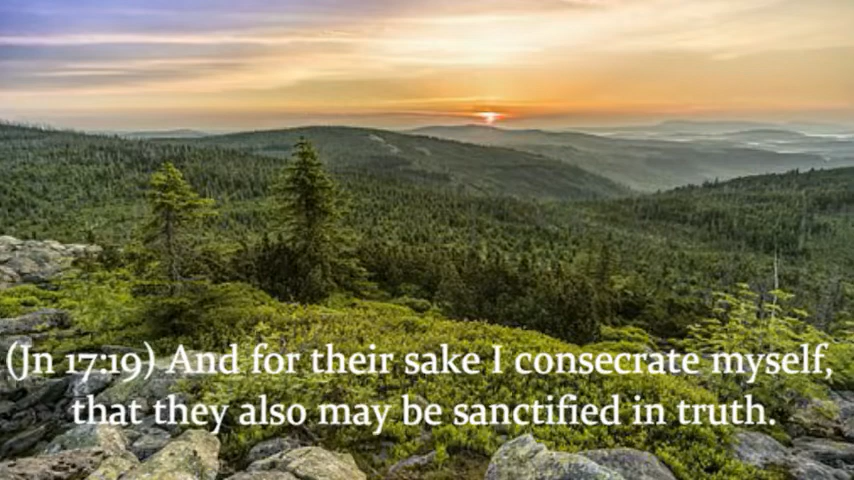 (Jn 17:19) And for their sake I consecrate myself,
that they also may be sanctified in truth.